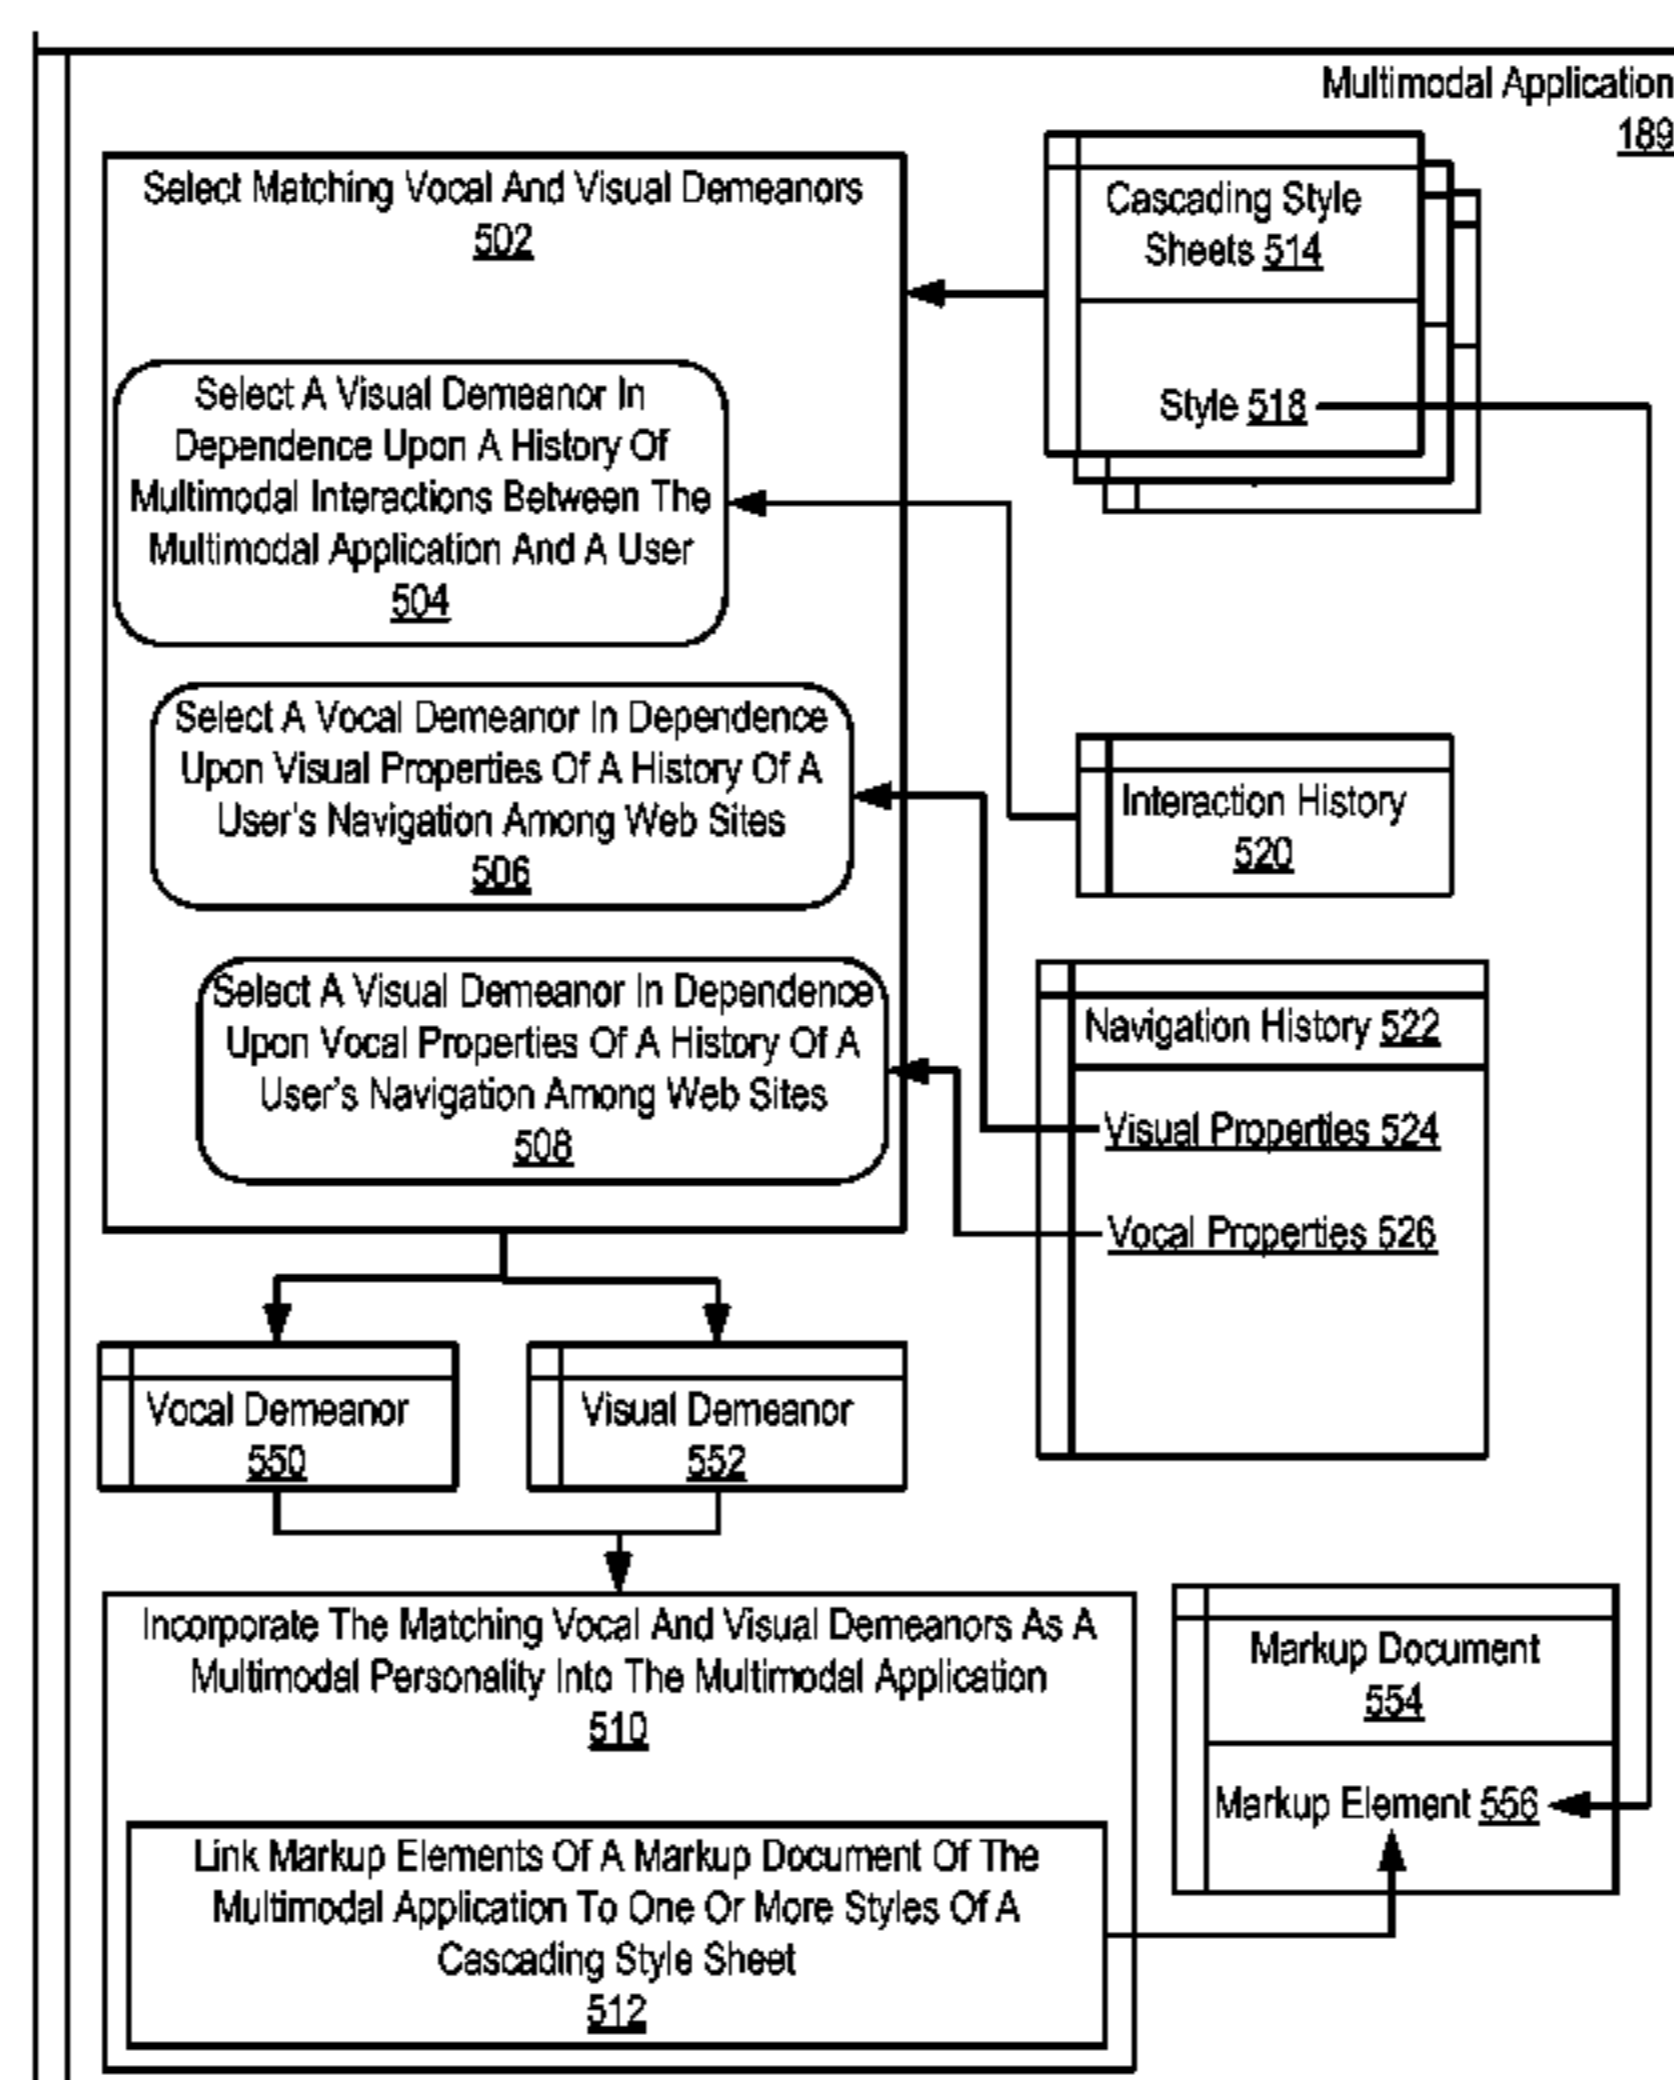 Multimodal Application
189
Select Matching Vocal And Visual Demeanors
502
Cascading Style
Sheets 514
Style 518
Select A Visual Demeanor In
Dependence Upon A History Of
Multimodal Interactions Between The
Multimodal Application And A User
504
Select A Vocal Demeanor In Dependence
Upon Visual Properties Of A History Of A
User's Navigation Among Web Sites
506
Interaction History
520
Select A Visual Demeanor In Dependence
Upon Vocal Properties Of A History Of A
User's Navigation Among Web Sites
508
Navigation History 522
Visual Properties 524
Vocal Properties 526
Vocal Demeanor
550
Visual Demeanor
552
Incorporate The Matching Vocal And Visual Demeanors As A
Multimodal Personality Into The Multimodal Application
510
Markup Document
554
Markup Element 556
Link Markup Elements Of A Markup Document Of The
Multimodal Application To One Or More Styles Of A
Cascading Style Sheet
512